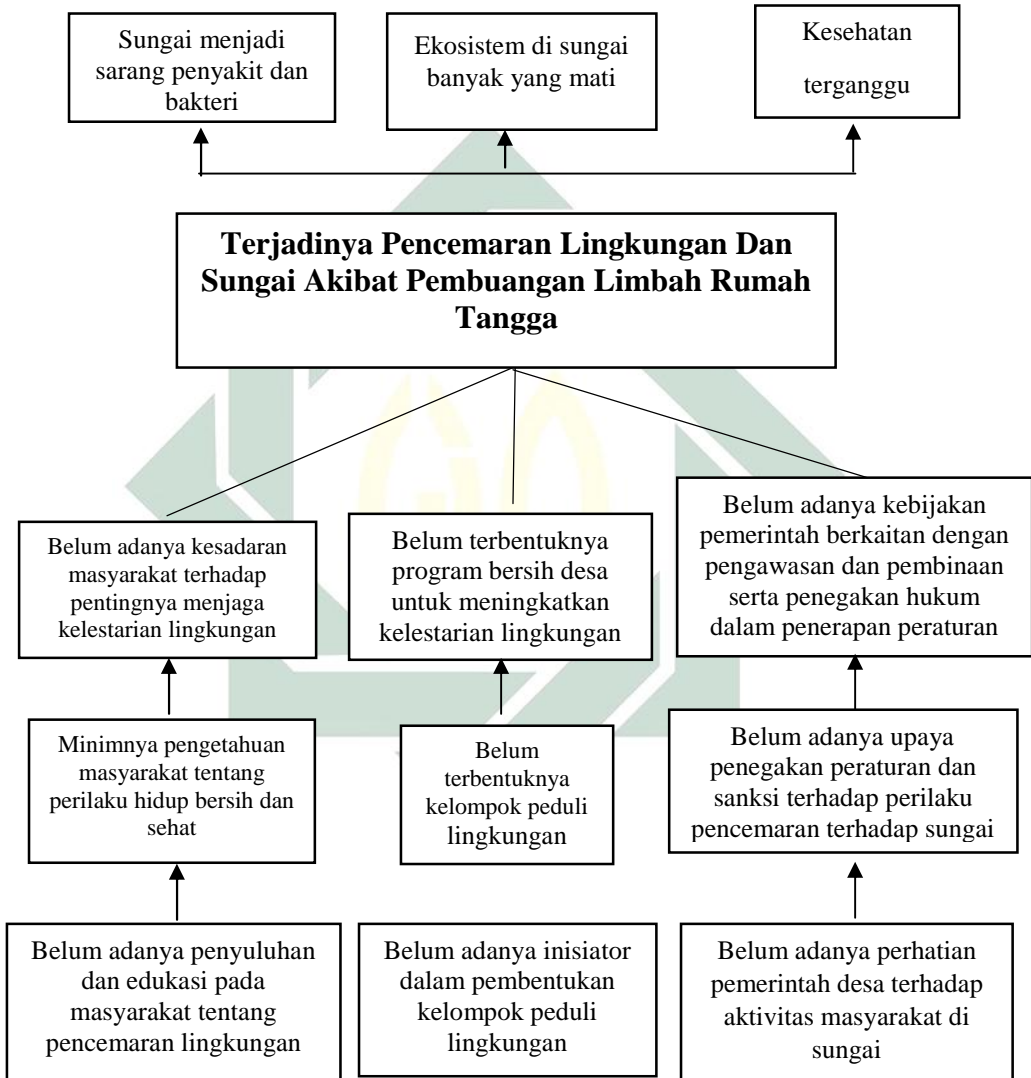 Sungai menjadi
sarang penyakit dan
bakteri
Ekosistem di sungai
banyak yang mati
Kesehatan
terganggu
Terjadinya Pencemaran Lingkungan Dan
Sungai Akibat Pembuangan Limbah Rumah
Tangga
Belum adanya kesadaran
masyarakat terhadap
pentingnya menjaga
kelestarian lingkungan
Belum terbentuknya
program bersih desa
untuk meningkatkan
kelestarian lingkungan
Belum adanya kebijakan
pemerintah berkaitan dengan
pengawasan dan pembinaan
serta penegakan hukum
dalam penerapan peraturan
Minimnya pengetahuan
masyarakat tentang
perilaku hidup bersih dan
sehat
Belum
terbentuknya
kelompok peduli
lingkungan
Belum adanya upaya
penegakan peraturan dan
sanksi terhadap perilaku
pencemaran terhadap sungai
Belum adanya penyuluhan
dan edukasi pada
masyarakat tentang
pencemaran lingkungan
Belum adanya inisiator
dalam pembentukan
kelompok peduli
lingkungan
Belum adanya perhatian
pemerintah desa terhadap
aktivitas masyarakat di
sungai